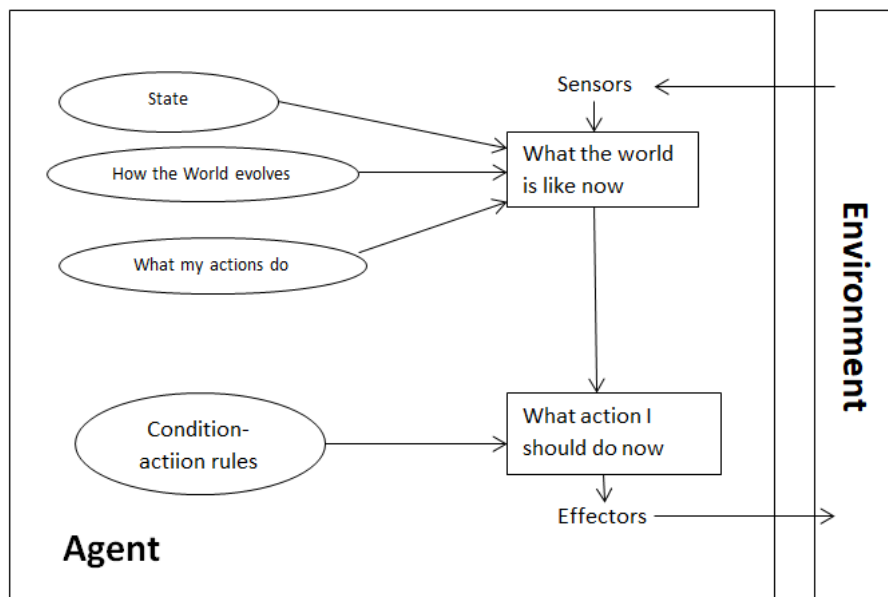 Sensors
State
What the world
is like now
How the World evolves
What my actions do
Environment
Condition-
actiion rules
What action I
should do now
Effectors
Agent